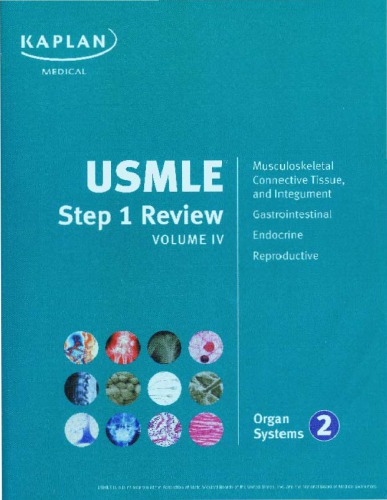 KAPLAN
MEDICAL
USMLE
Step 1 Review
VOLUME IV
Musculoskeletal
Connective Tissue,
and Integument
Gastrointestinal
Endocrine
Reproductive
Organ
Systems 2